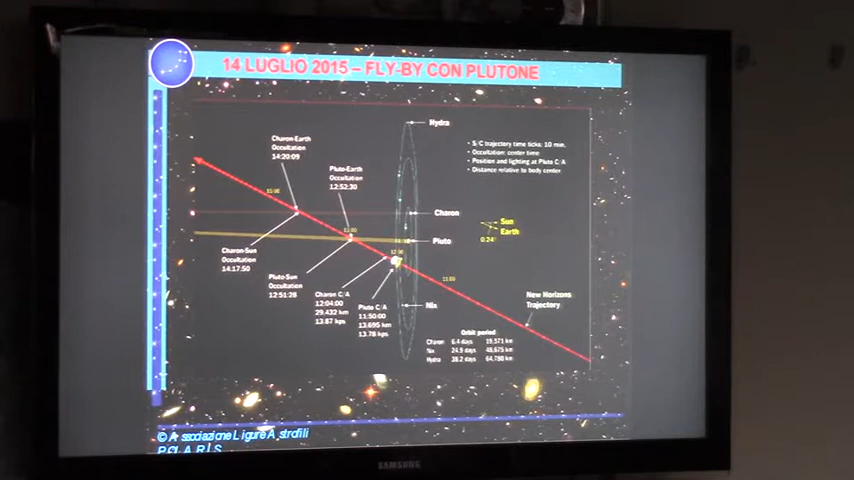 14 LUGLIO 2015 – FLY-BY CON PLUTONE
Hydra
Charon-Earth
Occultation
14:20:09
• S/C trajectory time ticks: 10 min.
• Occultation: center time
• Position and lighting at Pluto C/A
• Distance relative to body center
Pluto-Earth
Occultation
12:52:30
Charon
Sun
Earth
0.24°
Pluto
Charon-Sun
Occultation
14:17:50
Pluto-Sun
Occultation
12:51:28
Charon C/A
12:04:00
29,432 km
13.87 kps
Pluto C/A
11:50:00
13,695 km
13.78 kps
Nix
New Horizons
Trajectory
Orbit period
Charon 6.4 days 19,571 km
Nix 24.9 days 48,675 km
Hydra 38.2 days 64,780 km
© Associazione Ligure Astrofili
POLARIS
SAMSUNG